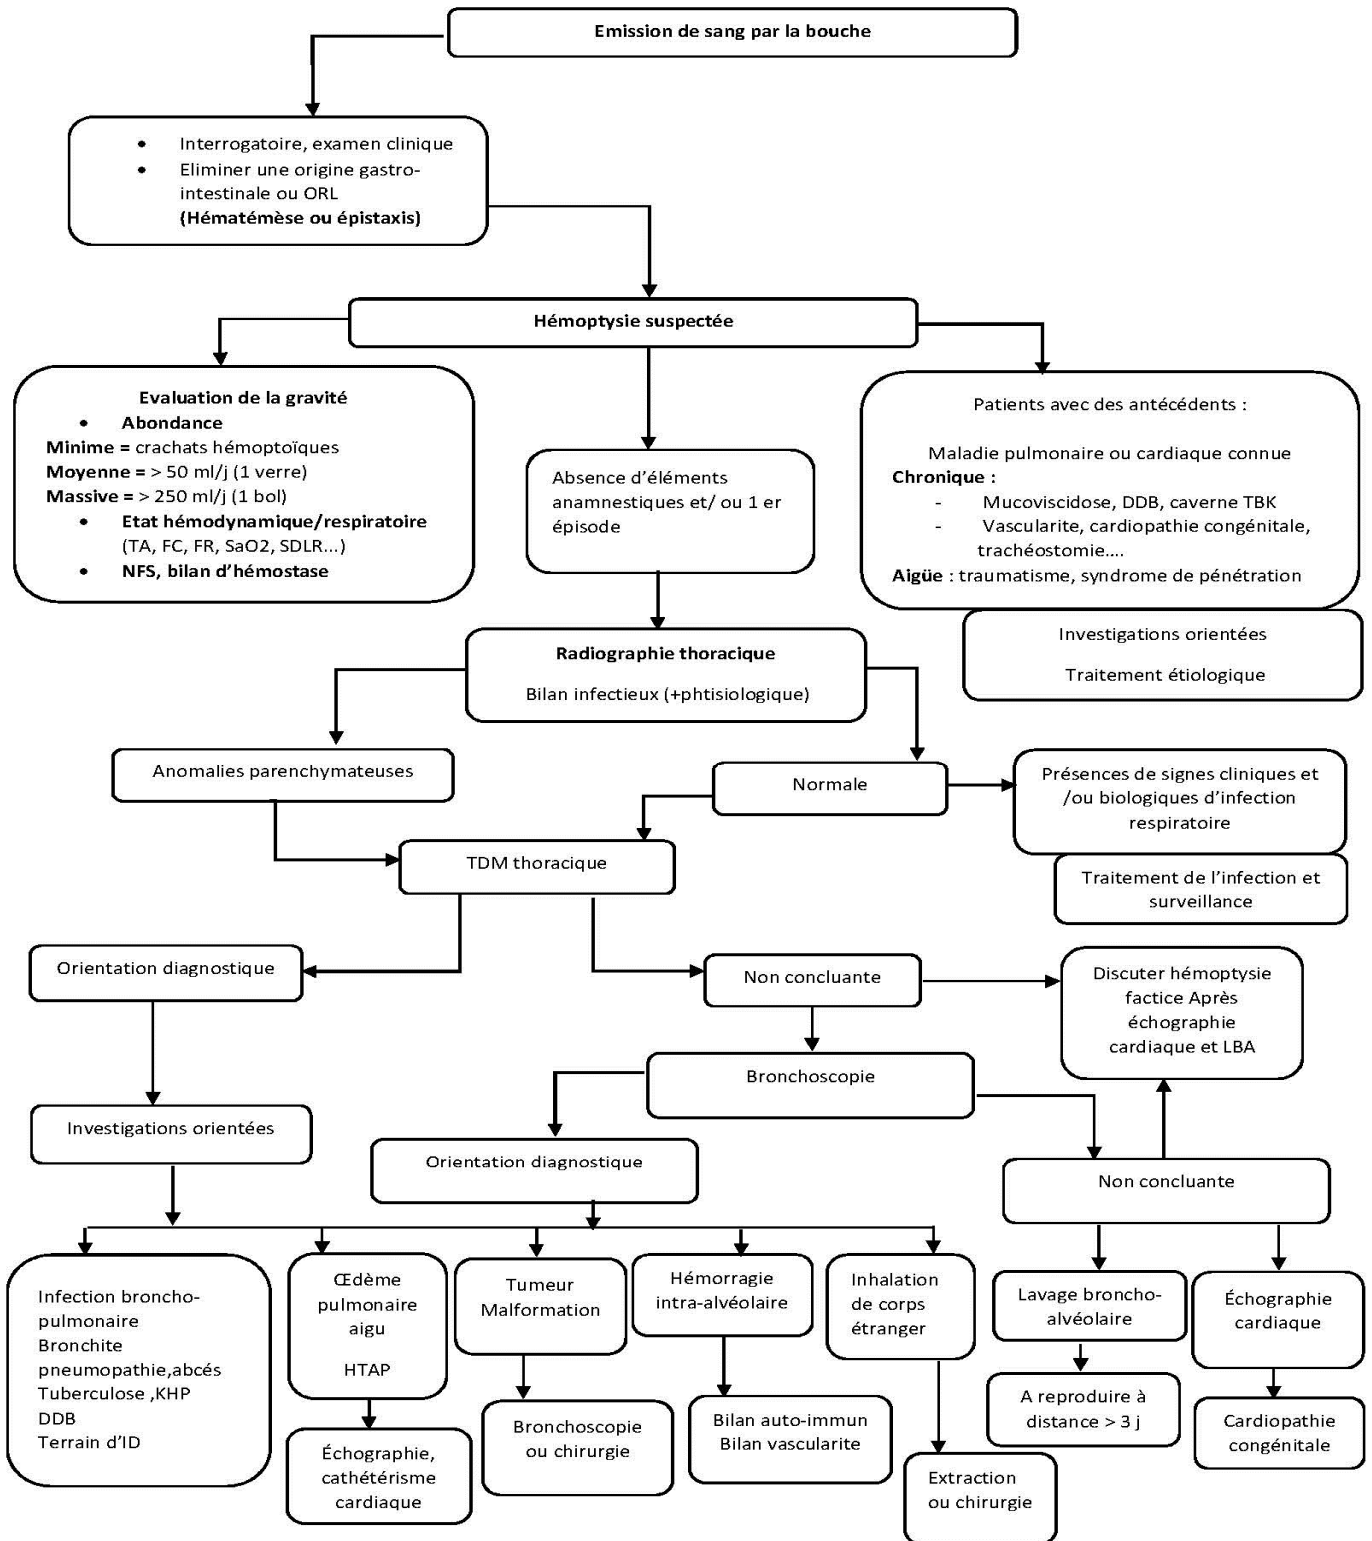 Emission de sang par la bouche
• Interrogatoire, examen clinique
• Eliminer une origine gastro-
intestinale ou ORL
(Hématémèse ou épistaxis)
Hémoptysie suspectée
Evaluation de la gravité
• Abondance
Minime = crachats hémoptoïques
Moyenne = > 50 ml/j (1 verre)
Massive = > 250 ml/j (1 bol)
• Etat hémodynamique/respiratoire
(TA, FC, FR, SaO2, SDLR...)
• NFS, bilan d’hémostase
Absence d’éléments
anamnestiques et/ ou 1 er
épisode
Patients avec des antécédents :
Maladie pulmonaire ou cardiaque connue
Chronique :
- Mucoviscidose, DDB, caverne TBK
- Vascularite, cardiopathie congénitale,
trachéostomie....
Aigüe : traumatisme, syndrome de pénétration
Investigations orientées
Traitement étiologique
Radiographie thoracique
Bilan infectieux (+phtisiologique)
Anomalies parenchymateuses
Normale
Présences de signes cliniques et
/ou biologiques d’infection
respiratoire
Traitement de l’infection et
surveillance
TDM thoracique
Orientation diagnostique
Non concluante
Discuter hémoptysie
factice Après
échographie
cardiaque et LBA
Bronchoscopie
Investigations orientées
Orientation diagnostique
Non concluante
Infection broncho-
pulmonaire
Bronchite
pneumopathie,abcés
Tuberculose ,KHP
DDB
Terrain d’ID
Œdème
pulmonaire
aigu
HTAP
Échographie,
cathétérisme
cardiaque
Tumeur
Malformation
Bronchoscopie
ou chirurgie
Hémorragie
intra-alvéolaire
Bilan auto-immun
Bilan vascularite
Inhalation
de corps
étranger
Extraction
ou chirurgie
Lavage broncho-
alvéolaire
A reproduire à
distance > 3 j
Échographie
cardiaque
Cardiopathie
congénitale